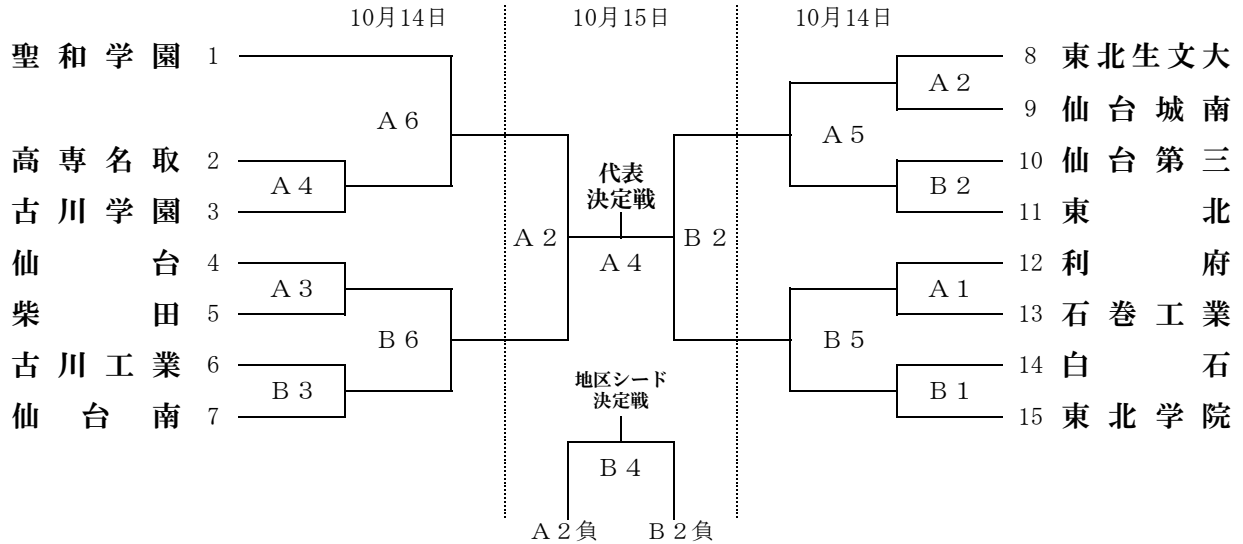 10月14日 10月15日 10月14日
聖和学園 1
8 東北生文大
A2
A6
9 仙台城南
A5
高専名取 2
10 仙台第三
代表
A4
B2
決定戦
古川学園 3
11 東北
A2
B2
仙台 4
12 利府
A4
A3
A1
柴田 5
13 石巻工業
B6
B5
古川工業 6
14 白石
地区シード
B3
B1
決定戦
仙台南 7
15 東北学院
B4
A2負 B2負